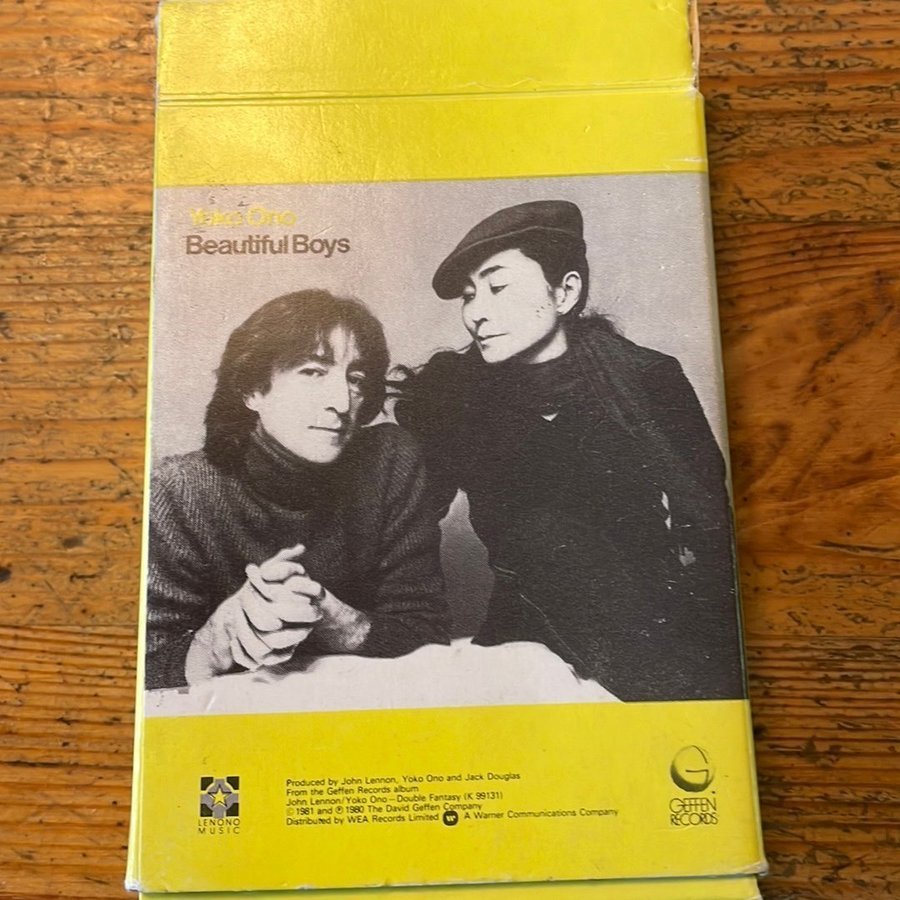 Yoko Ono
Beautiful Boys
LENONO
MUSIC
Produced by John Lennon, Yoko Ono and Jack Douglas
From the Geffen Records album
John Lennon/Yoko Ono—Double Fantasy (K 99131)
© 1981 and ℗ 1980 The David Geffen Company
Distributed by WEA Records Limited W A Warner Communications Company
G
GEFFEN
RECORDS